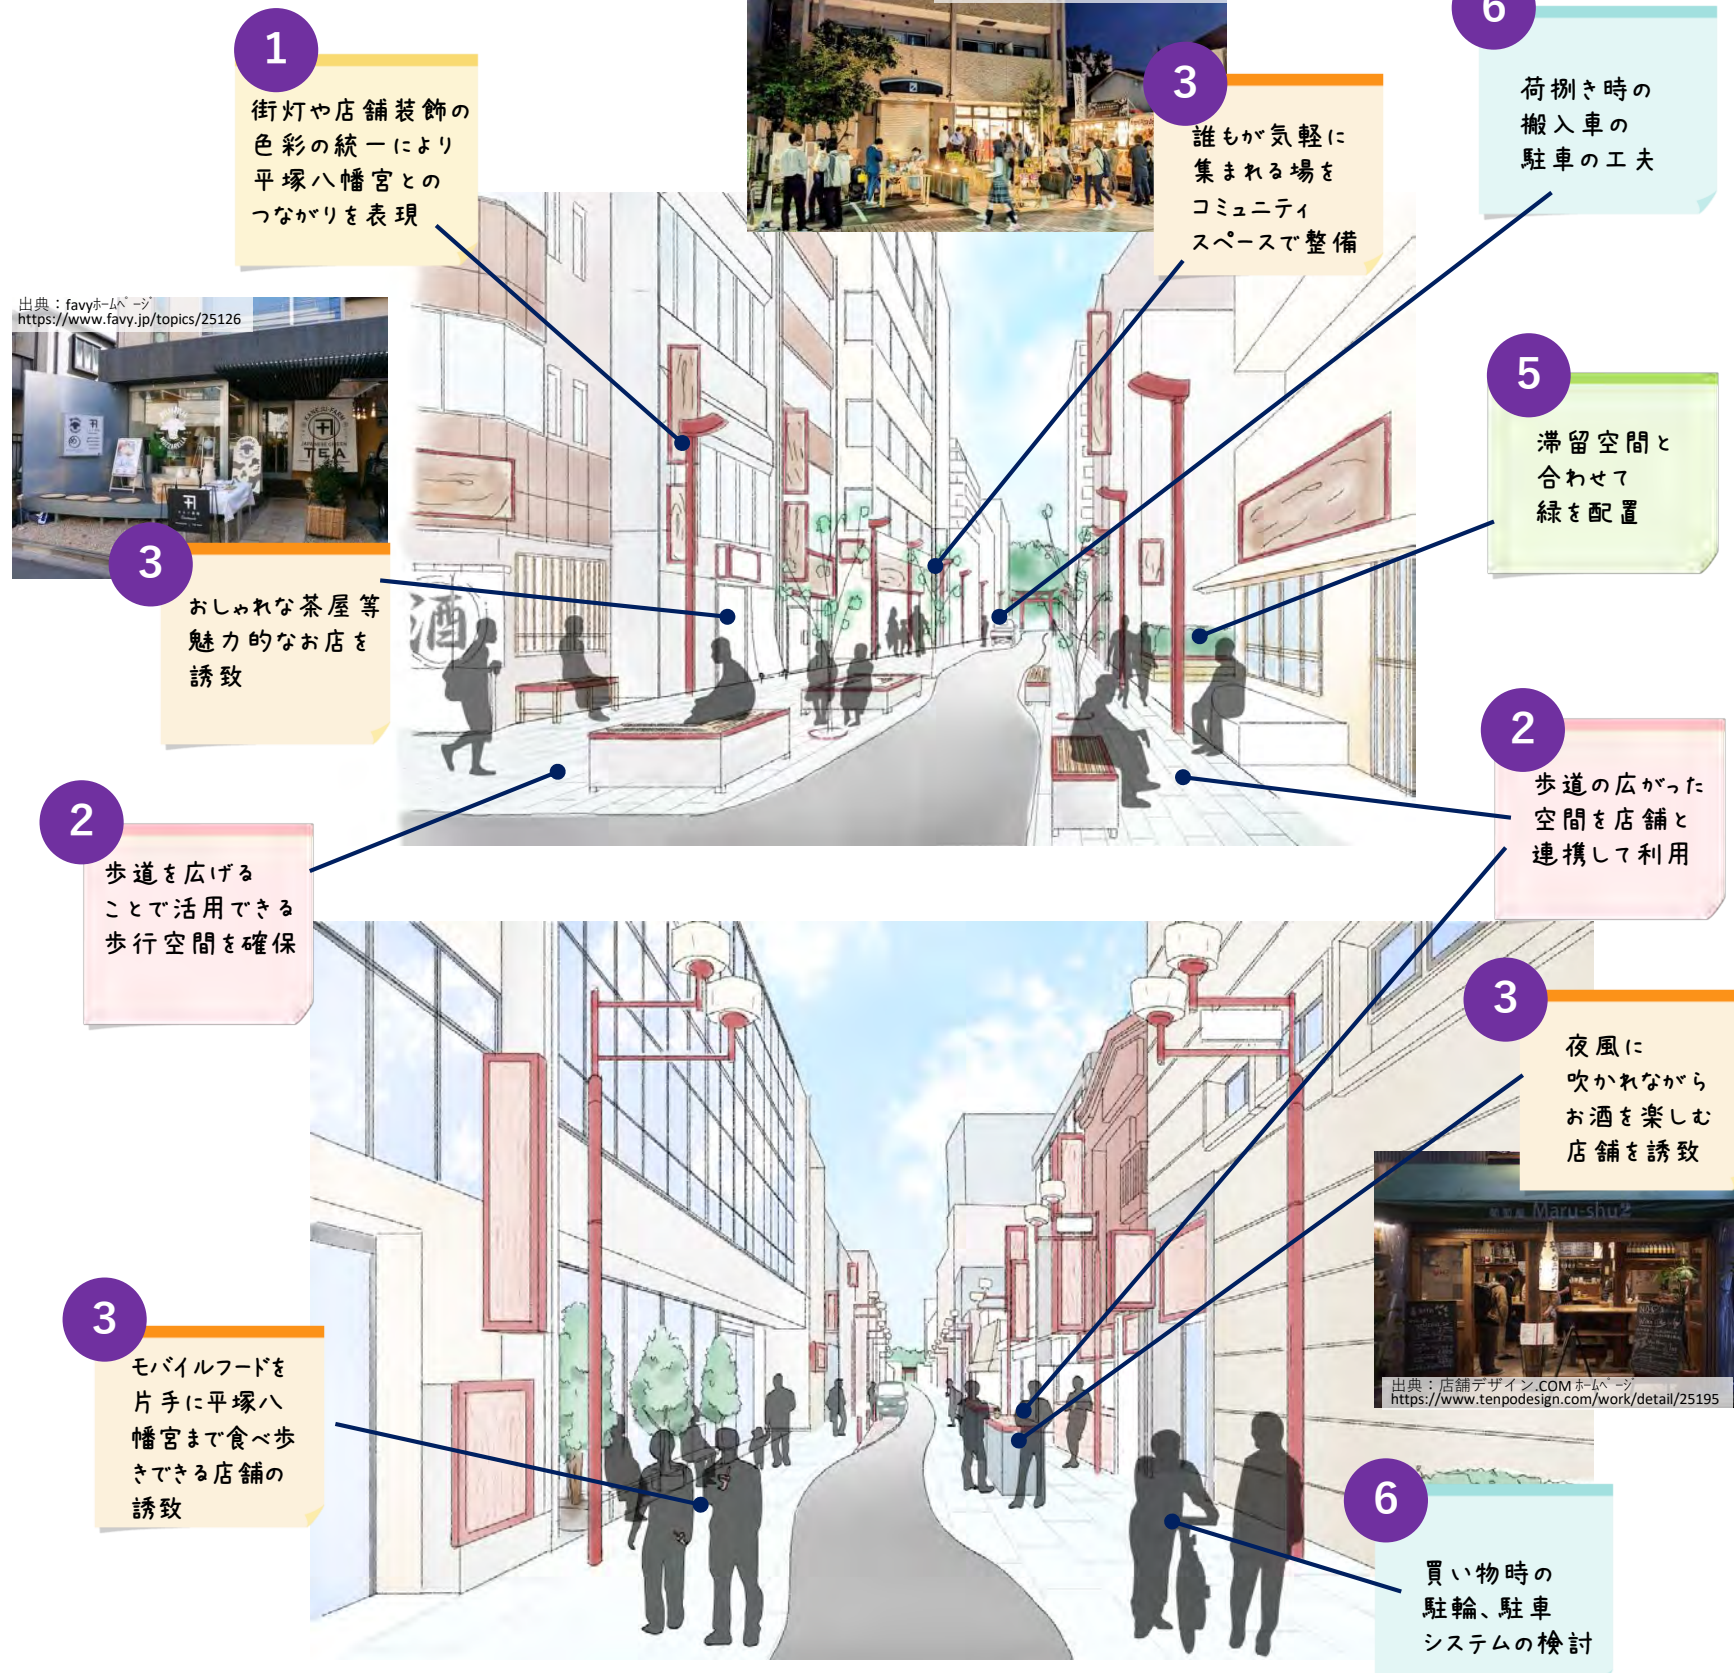 1
街灯や店舗装飾の
色彩の統一により
平塚八幡宮との
つながりを表現
3
誰もが気軽に
集まれる場を
コミュニティ
スペースで整備
6
荷捌き時の
搬入車の
駐車の工夫
出典：favyホームページ
https://www.favy.jp/topics/25126
KANEJU-FARM
JAPANESE GREEN
TEA
3
おしゃれな茶屋等
魅力的なお店を
誘致
酒
5
滞留空間と
合わせて
緑を配置
2
歩道を広げる
ことで活用できる
歩行空間を確保
2
歩道の広がった
空間を店舗と
連携して利用
3
夜風に
吹かれながら
お酒を楽しむ
店舗を誘致
Maru-shu2
出典：店舗デザイン.COMホームページ
https://www.tenpodesign.com/work/detail/25195
3
モバイルフードを
片手に平塚八
幡宮まで食べ歩
きできる店舗の
誘致
6
買い物時の
駐輪、駐車
システムの検討